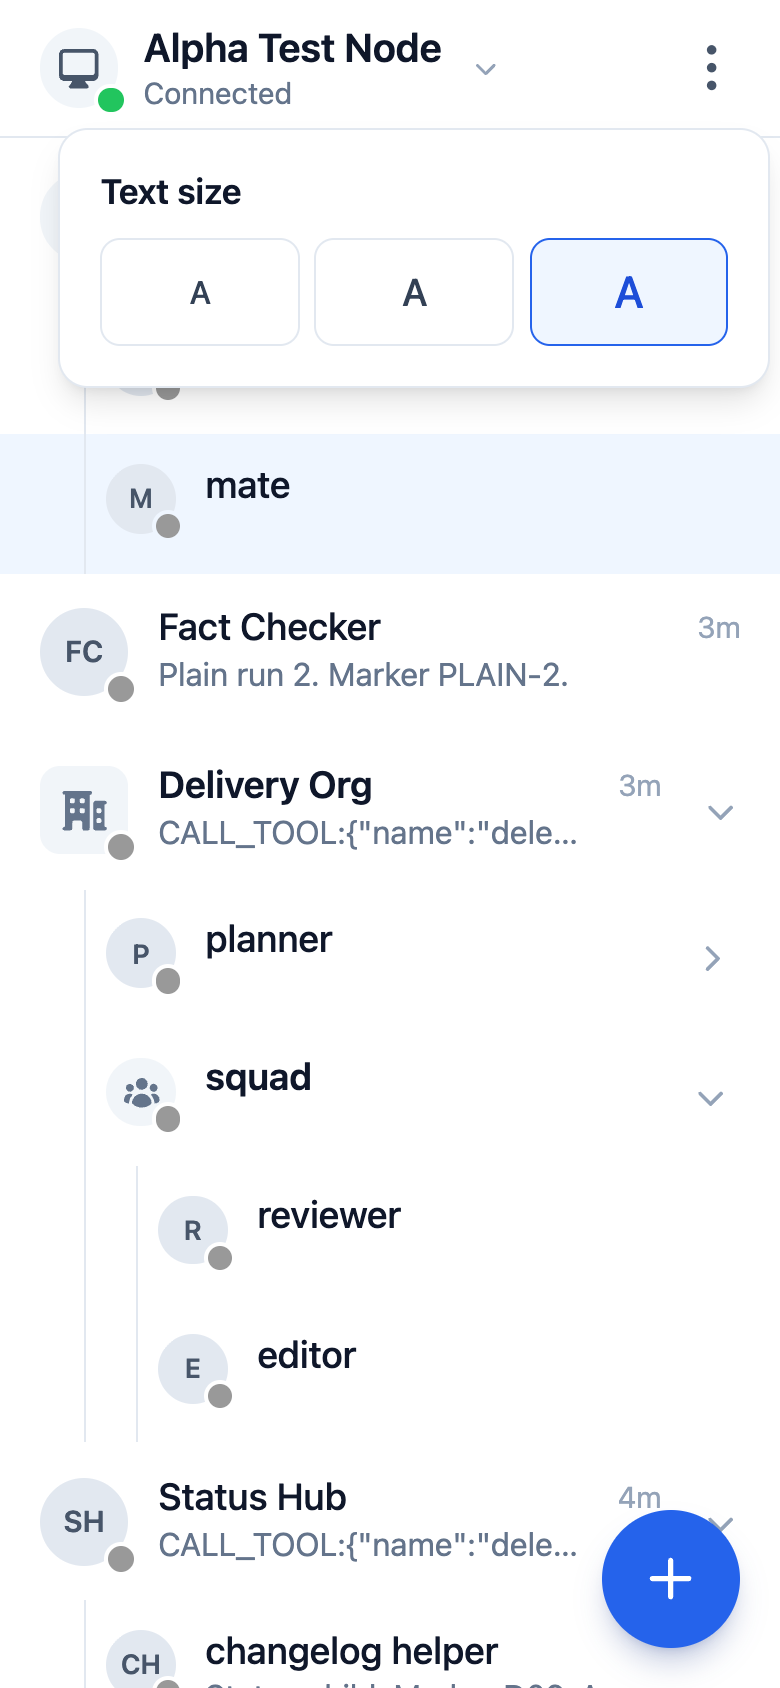 Alpha Test Node
Connected
Text size
A A A
M mate
FC Fact Checker 3m
Plain run 2. Marker PLAIN-2.
Delivery Org 3m
CALL_TOOL:{"name":"dele...
P planner
squad
R reviewer
E editor
SH Status Hub 4m
CALL_TOOL:{"name":"dele...
CH changelog helper